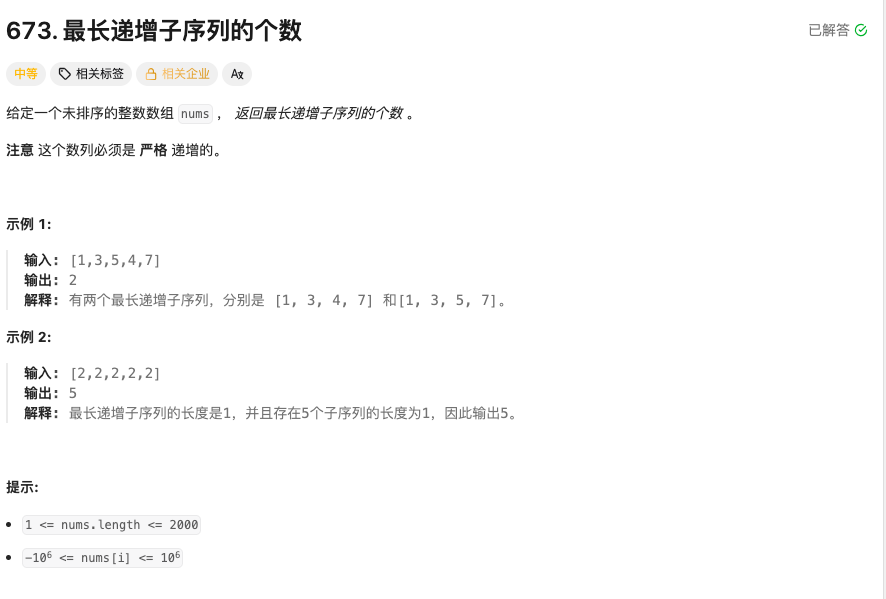 673. 最长递增子序列的个数
已解答
中等 相关标签 相关企业 Aあ
给定一个未排序的整数数组 nums ， 返回最长递增子序列的个数 。
注意 这个数列必须是 严格 递增的。
示例 1:
输入: [1,3,5,4,7]
输出: 2
解释: 有两个最长递增子序列，分别是 [1, 3, 4, 7] 和[1, 3, 5, 7]。
示例 2:
输入: [2,2,2,2,2]
输出: 5
解释: 最长递增子序列的长度是1，并且存在5个子序列的长度为1，因此输出5。
提示:
• 1 <= nums.length <= 2000
• -10⁶ <= nums[i] <= 10⁶